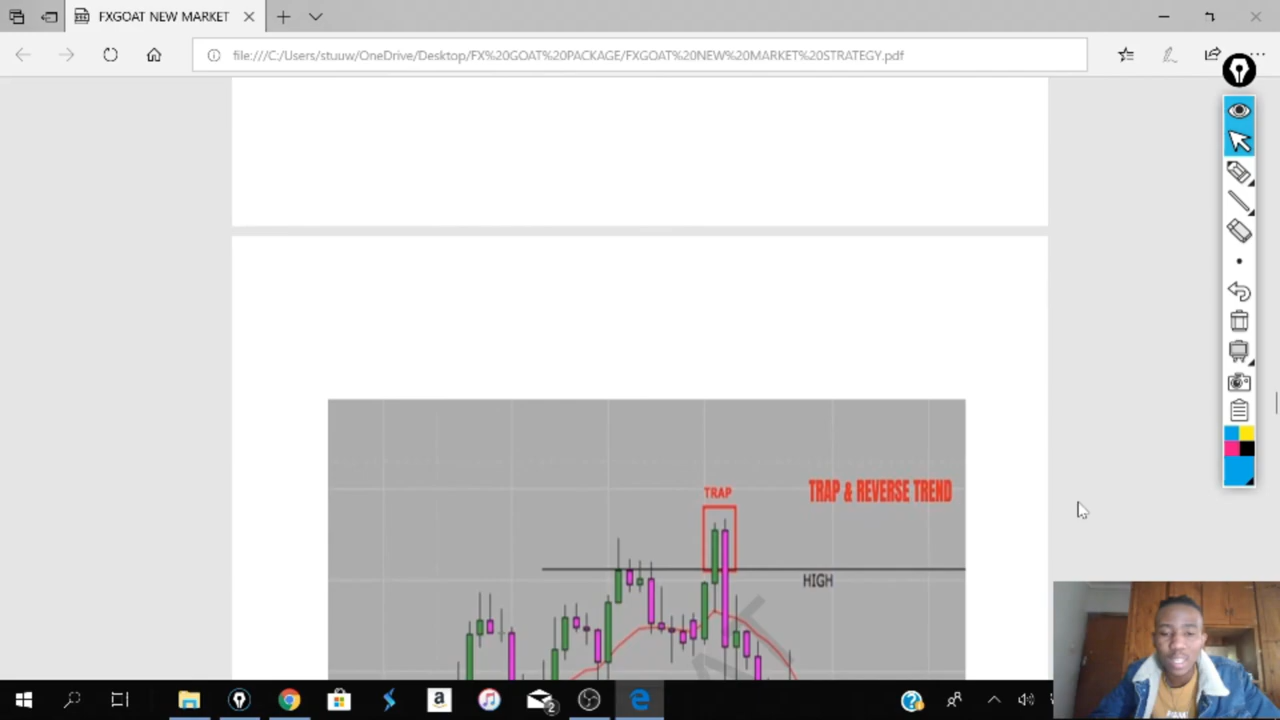 FXGOAT NEW MARKET
file:///C:/Users/stuuw/OneDrive/Desktop/FX%20GOAT%20PACKAGE/FXGOAT%20NEW%20MARKET%20STRATEGY.pdf
TRAP
TRAP & REVERSE TREND
HIGH
2